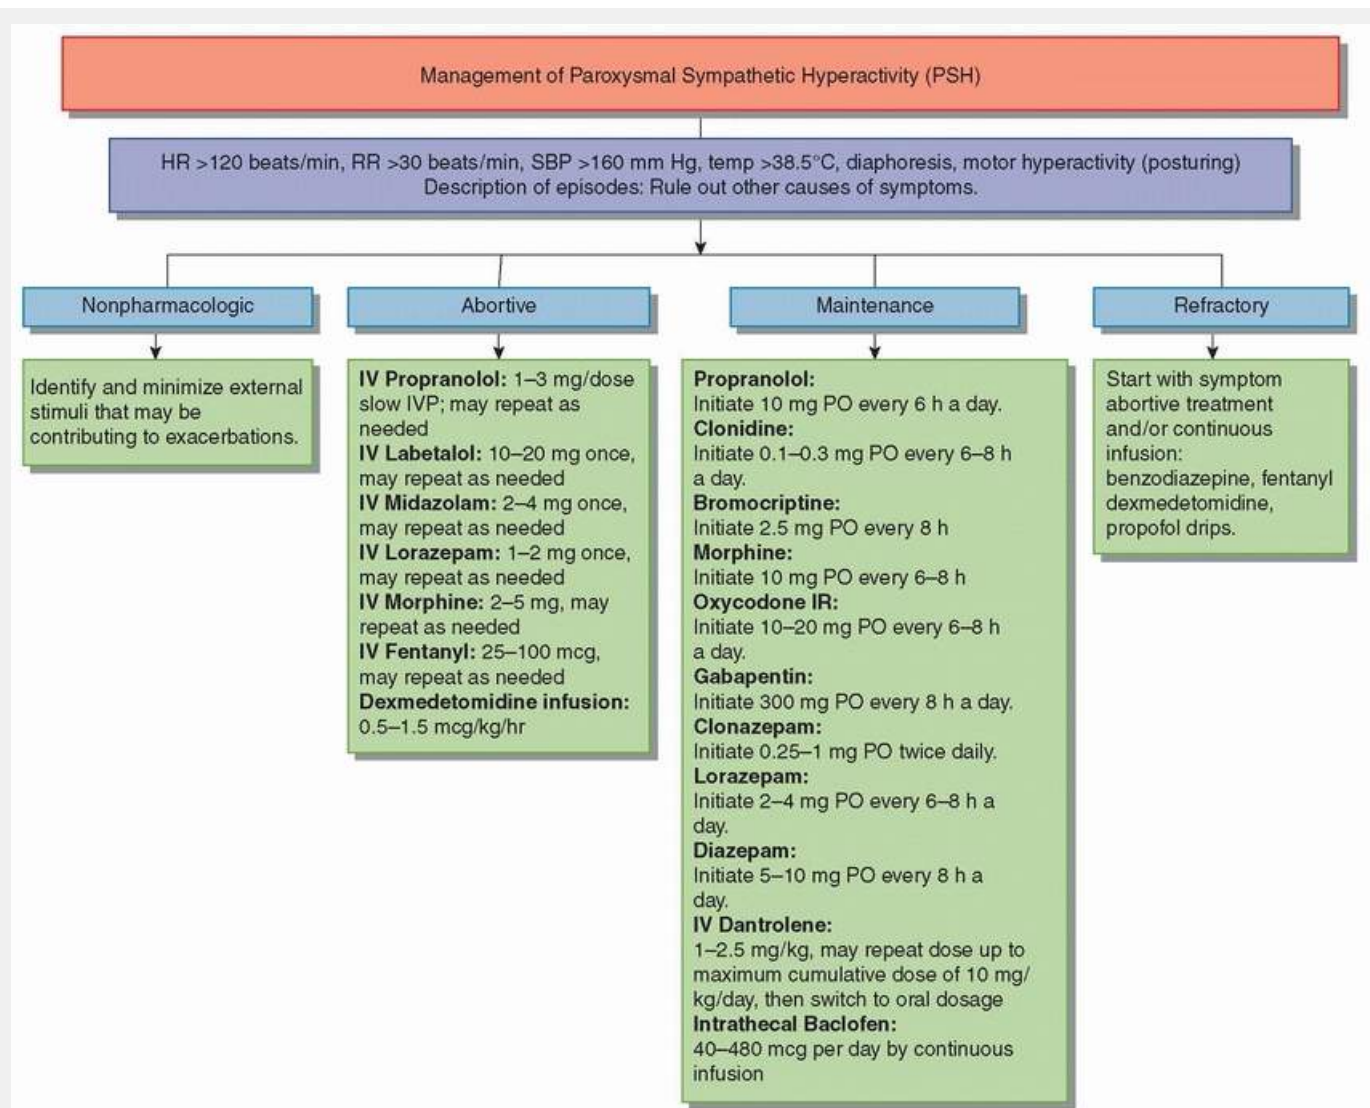 Management of Paroxysmal Sympathetic Hyperactivity (PSH)
HR >120 beats/min, RR >30 beats/min, SBP >160 mm Hg, temp >38.5°C, diaphoresis, motor hyperactivity (posturing)
Description of episodes: Rule out other causes of symptoms.
Nonpharmacologic
Identify and minimize external
stimuli that may be
contributing to exacerbations.
Abortive
IV Propranolol: 1–3 mg/dose
slow IVP; may repeat as
needed
IV Labetalol: 10–20 mg once,
may repeat as needed
IV Midazolam: 2–4 mg once,
may repeat as needed
IV Lorazepam: 1–2 mg once,
may repeat as needed
IV Morphine: 2–5 mg, may
repeat as needed
IV Fentanyl: 25–100 mcg,
may repeat as needed
Dexmedetomidine infusion:
0.5–1.5 mcg/kg/hr
Maintenance
Propranolol:
Initiate 10 mg PO every 6 h a day.
Clonidine:
Initiate 0.1–0.3 mg PO every 6–8 h
a day.
Bromocriptine:
Initiate 2.5 mg PO every 8 h
Morphine:
Initiate 10 mg PO every 6–8 h
Oxycodone IR:
Initiate 10–20 mg PO every 6–8 h
a day.
Gabapentin:
Initiate 300 mg PO every 8 h a day.
Clonazepam:
Initiate 0.25–1 mg PO twice daily.
Lorazepam:
Initiate 2–4 mg PO every 6–8 h a
day.
Diazepam:
Initiate 5–10 mg PO every 8 h a
day.
IV Dantrolene:
1–2.5 mg/kg, may repeat dose up to
maximum cumulative dose of 10 mg/
kg/day, then switch to oral dosage
Intrathecal Baclofen:
40–480 mcg per day by continuous
infusion
Refractory
Start with symptom
abortive treatment
and/or continuous
infusion:
benzodiazepine, fentanyl
dexmedetomidine,
propofol drips.